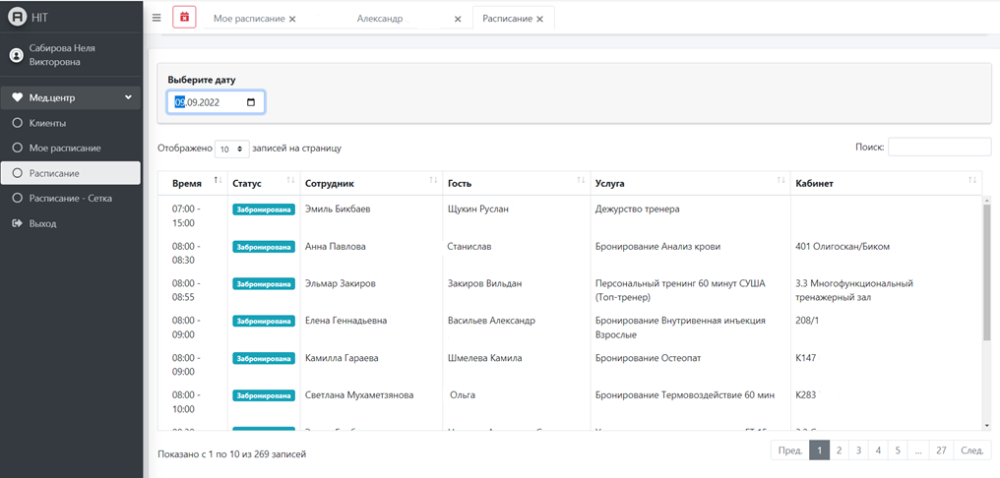 HIT
Мое расписание ×
Александр ×
Расписание ×
Сабирова Неля
Викторовна
Мед.центр
Клиенты
Мое расписание
Расписание
Расписание - Сетка
Выход
Выберите дату
09.09.2022
Отображено 10 записей на страницу
Поиск:
Время Статус Сотрудник Гость Услуга Кабинет
07:00 - Забронирована Эмиль Бикбаев Щукин Руслан Дежурство тренера
15:00
08:00 - Забронирована Анна Павлова Станислав Бронирование Анализ крови 401 Олигоскан/Биком
08:30
08:00 - Забронирована Эльмар Закиров Закиров Вильдан Персональный тренинг 60 минут СУША 3.3 Многофункциональный
08:55 (Топ-тренер) тренажерный зал
08:00 - Забронирована Елена Геннадьевна Васильев Александр Бронирование Внутривенная инъекция 208/1
09:00 Взрослые
08:00 - Забронирована Камилла Гараева Шмелева Камила Бронирование Остеопат К147
09:00
08:00 - Забронирована Светлана Мухаметзянова Ольга Бронирование Термовоздействие 60 мин К283
10:00
Показано с 1 по 10 из 269 записей
Пред. 1 2 3 4 5 ... 27 След.